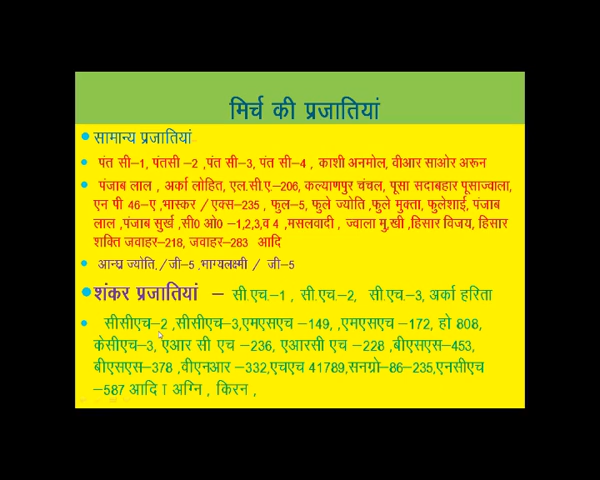 मिर्च की प्रजातियां
सामान्य प्रजातियां
पंत सी–1, पंतसी –2 ,पंत सी–3, पंत सी–4 , काशी अनमोल, वीआर साओर अरून
पंजाब लाल , अर्का लोहित, एल.सी.ए.–206, कल्याणपुर चंचल, पूसा सदाबहार पूसाज्वाला,
एन पी 46–ए ,भास्कर / एक्स–235 , फुल–5, फुले ज्योति ,फुले मुक्ता, फुलेशाई, पंजाब
लाल ,पंजाब सुर्ख ,सी0 ओ0 –1,2,3,व 4 ,मसलवादी , ज्वाला मु,खी ,हिसार विजय, हिसार
शक्ति जवाहर–218, जवाहर–283 आदि
आन्ध्र ज्योति,/जी–5 ,भाग्यलक्ष्मी / जी–5
शंकर प्रजातियां – सी.एच.–1 , सी.एच.–2, सी.एच.–3, अर्का हरिता
सीसीएच–2 ,सीसीएच–3,एमएसएच –149, ,एमएसएच –172, हो 808,
केसीएच–3, एआर सी एच –236, एआरसी एच –228 ,बीएसएस–453,
बीएसएस–378 ,वीएनआर –332,एचएच 41789,सनग्रो–86–235,एनसीएच
–587 आदि । अग्नि , किरन ,